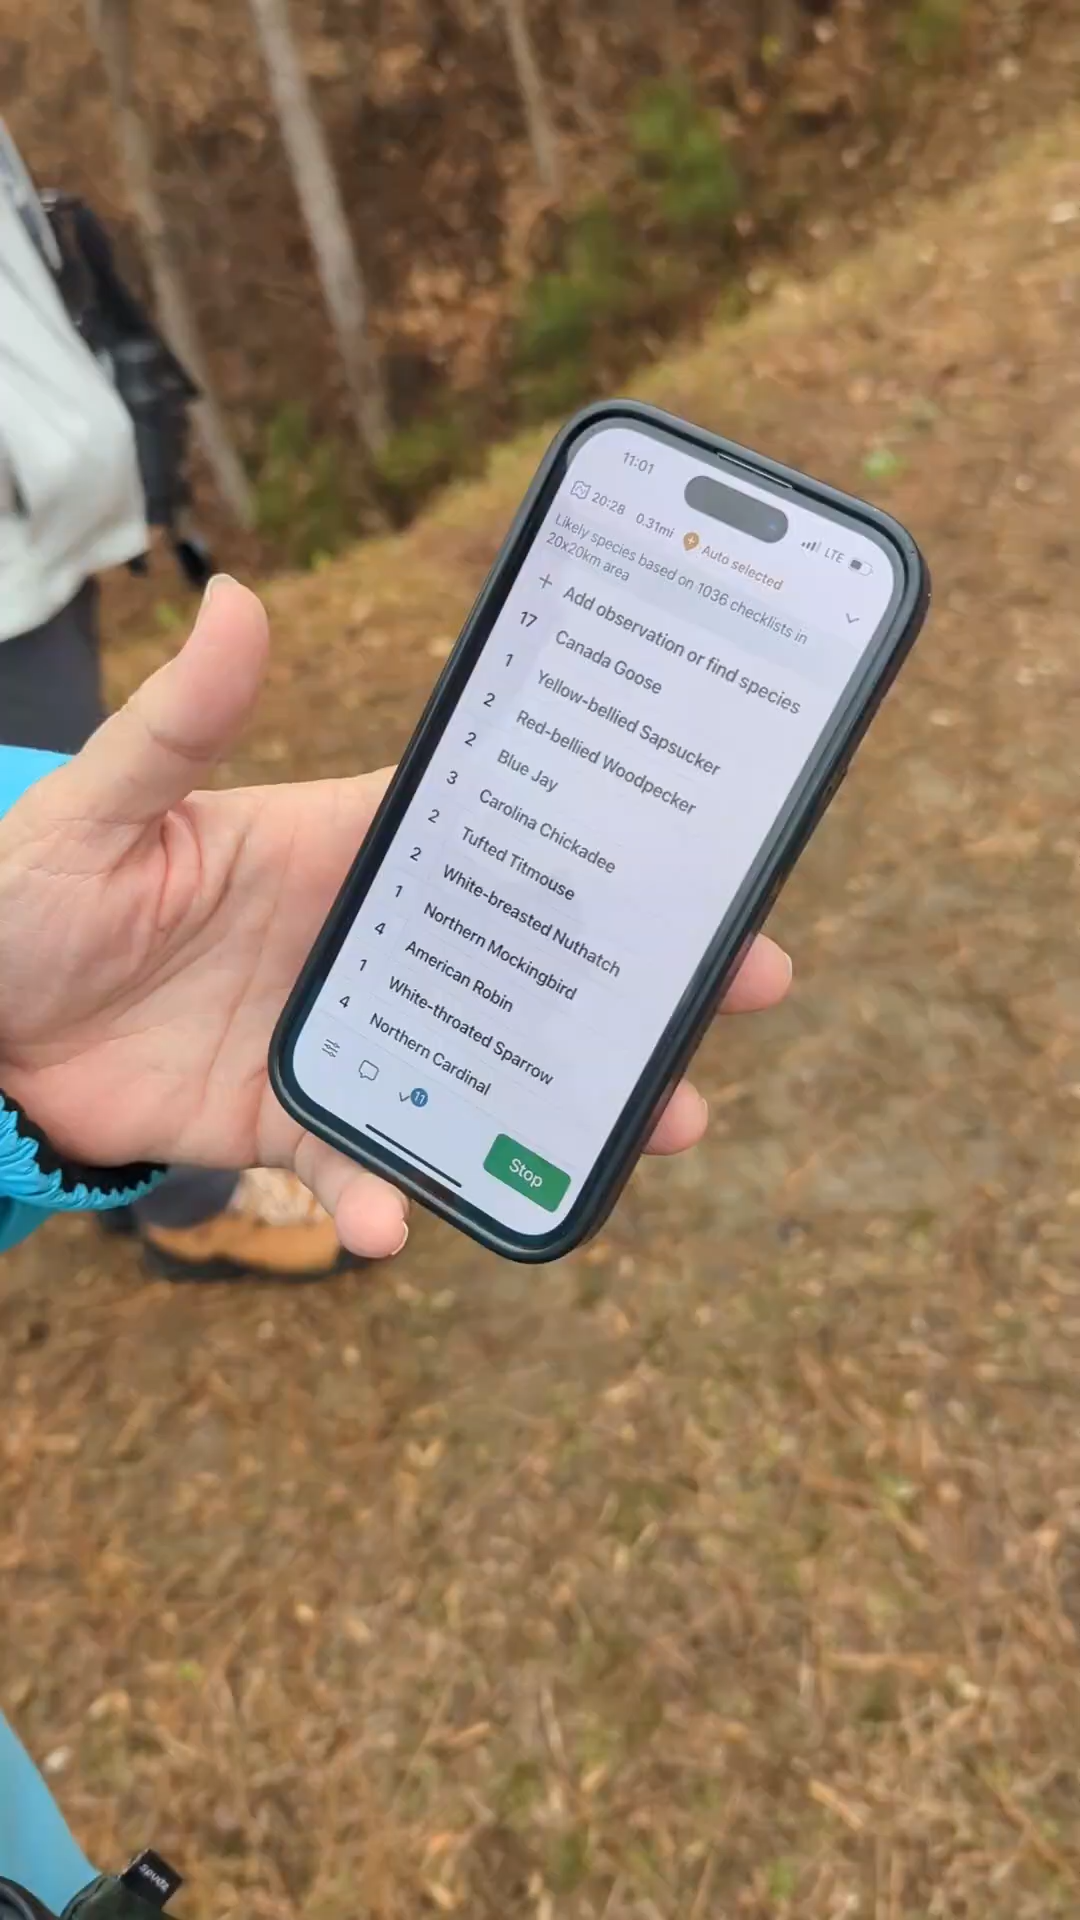 11:01
LTE
20:28 0.31mi Auto selected
Likely species based on 1036 checklists in
20x20km area
+ Add observation or find species
17 Canada Goose
1 Yellow-bellied Sapsucker
2 Red-bellied Woodpecker
2 Blue Jay
3 Carolina Chickadee
2 Tufted Titmouse
2 White-breasted Nuthatch
1 Northern Mockingbird
4 American Robin
1 White-throated Sparrow
4 Northern Cardinal
11
Stop
spudz